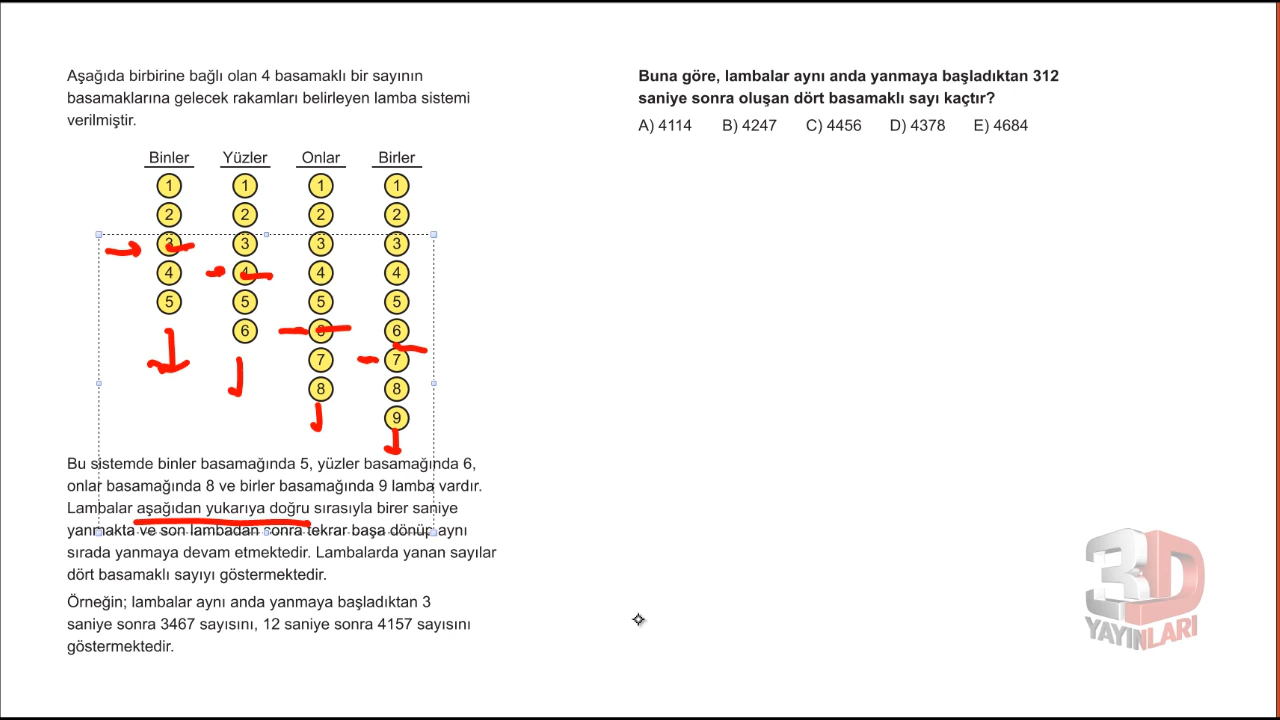 Aşağıda birbirine bağlı olan 4 basamaklı bir sayının
basamaklarına gelecek rakamları belirleyen lamba sistemi
verilmiştir.
Binler Yüzler Onlar Birler
1 1 1 1
2 2 2 2
3 3 3 3
4 4 4 4
5 5 5 5
6 6 6
7 7
8 8
9
Bu sistemde binler basamağında 5, yüzler basamağında 6,
onlar basamağında 8 ve birler basamağında 9 lamba vardır.
Lambalar aşağıdan yukarıya doğru sırasıyla birer saniye
yanmakta ve son lambadan sonra tekrar başa dönüp aynı
sırada yanmaya devam etmektedir. Lambalarda yanan sayılar
dört basamaklı sayıyı göstermektedir.
Örneğin; lambalar aynı anda yanmaya başladıktan 3
saniye sonra 3467 sayısını, 12 saniye sonra 4157 sayısını
göstermektedir.
Buna göre, lambalar aynı anda yanmaya başladıktan 312
saniye sonra oluşan dört basamaklı sayı kaçtır?
A) 4114 B) 4247 C) 4456 D) 4378 E) 4684
3D
YAYINLARI